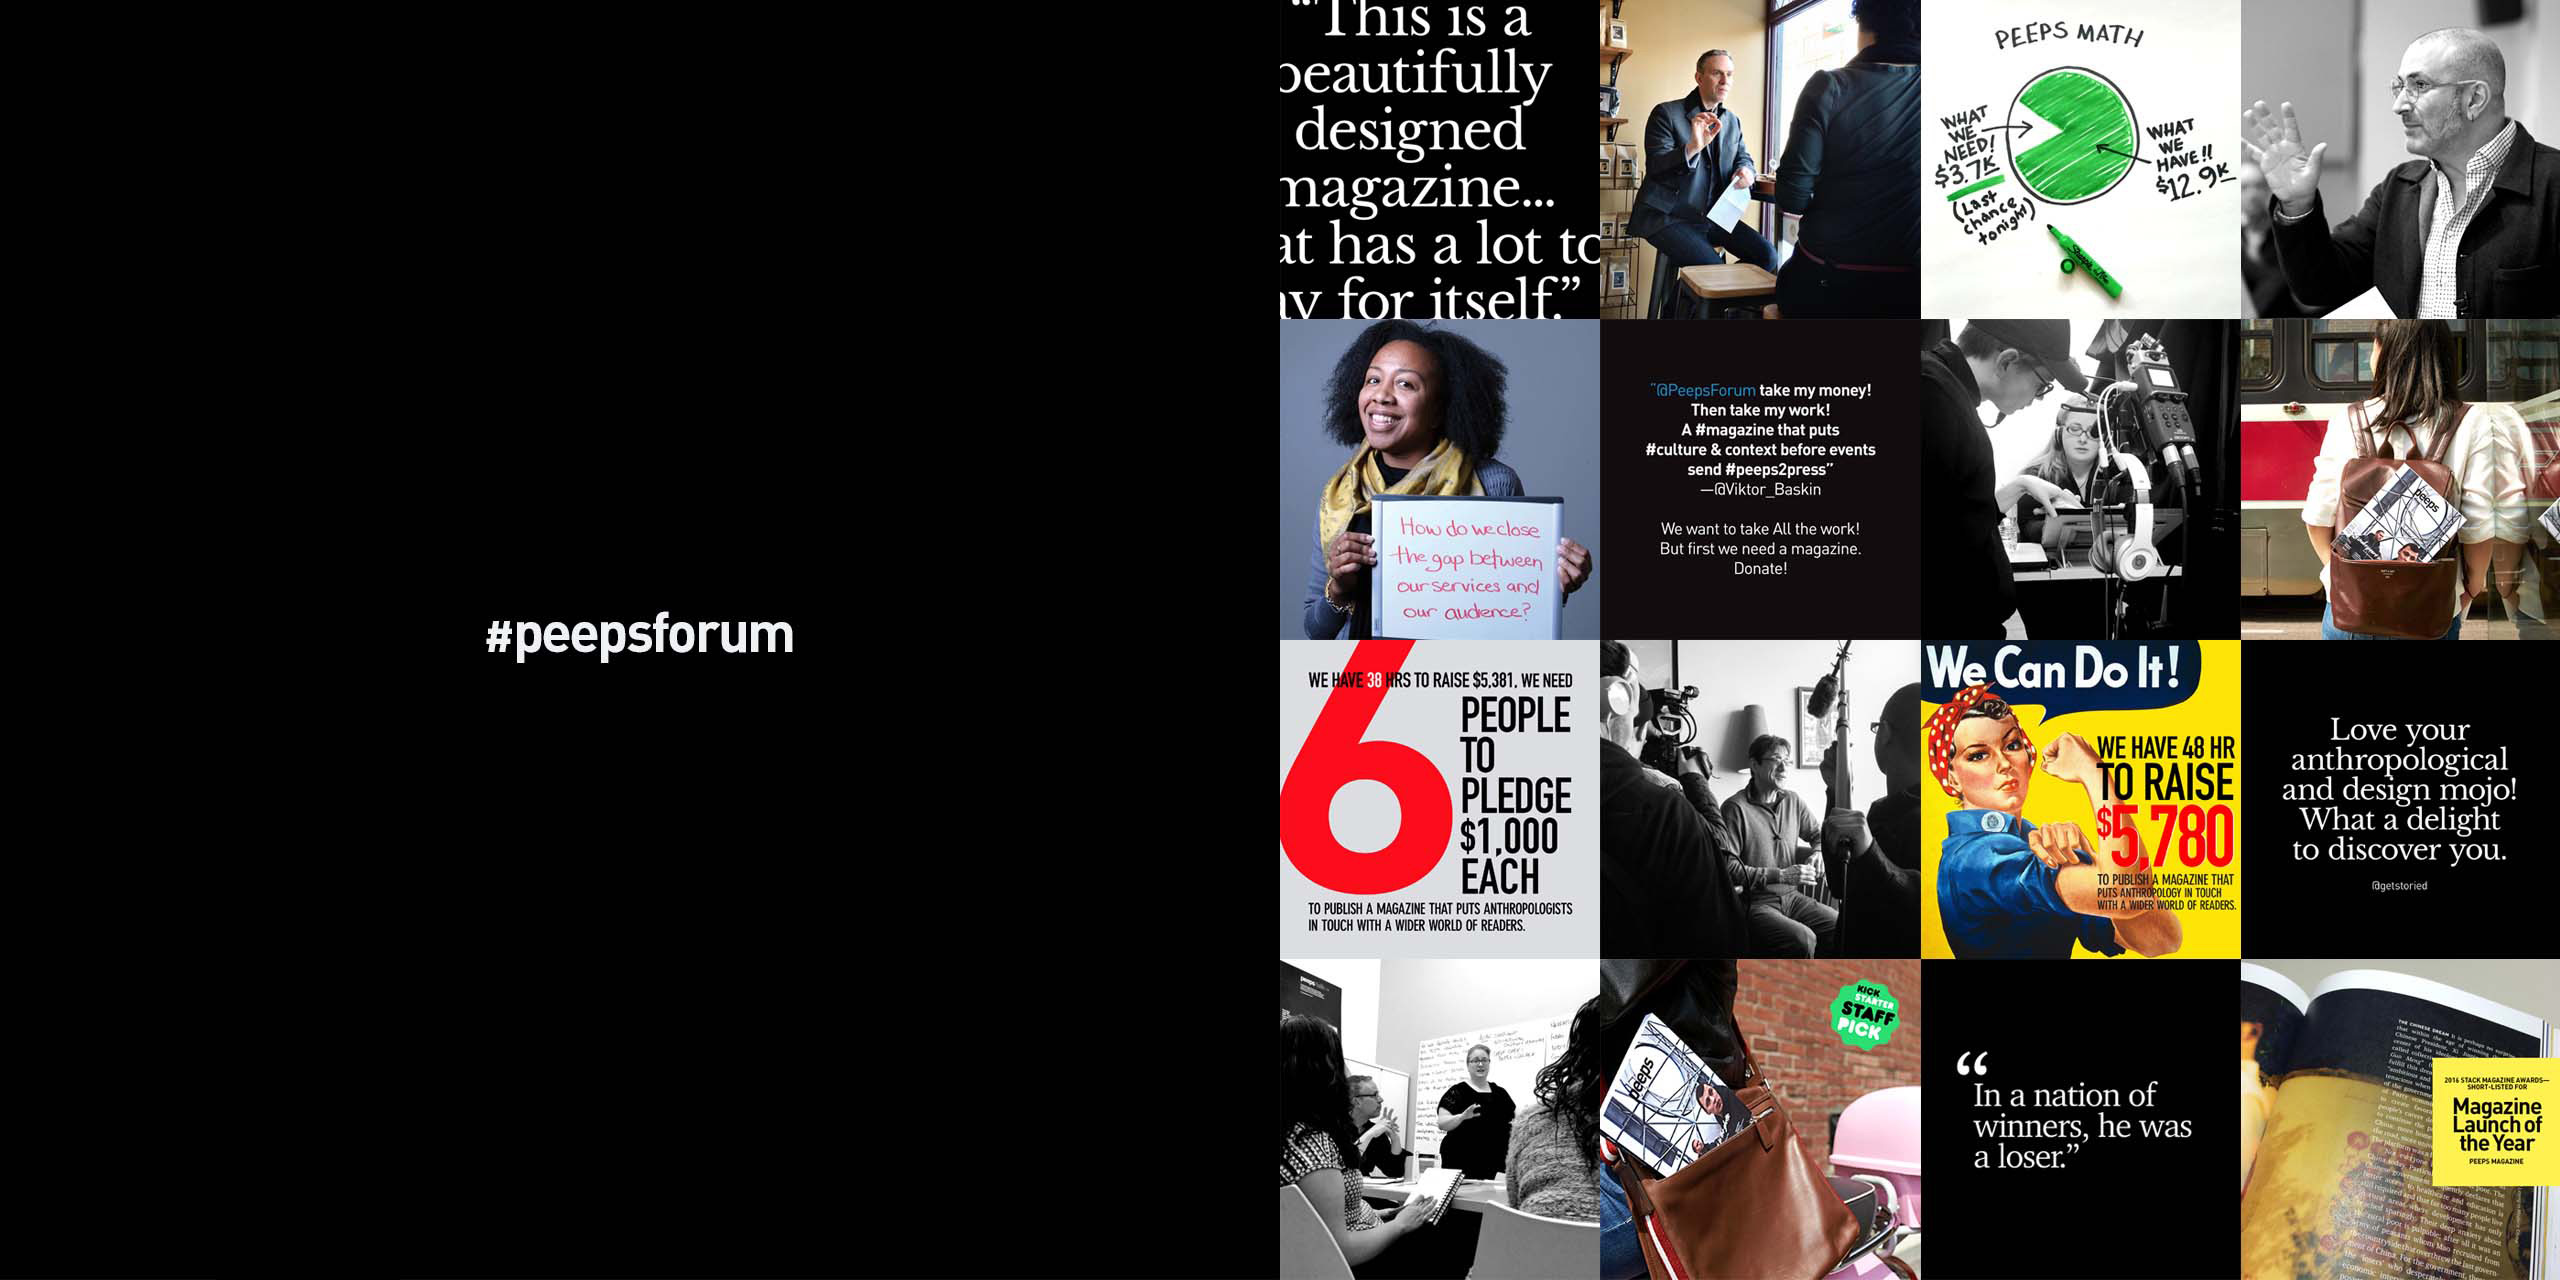 #peepsforum
“This is a
beautifully
designed
magazine...
at has a lot to
ay for itself.”
PEEPS MATH
WHAT
WE
NEED!
$3.7K
(Last
chance
tonight)
WHAT
WE
HAVE!!
$12.9K
Sharpie
How do we close
the gap between
our services and
our audience?
“@PeepsForum take my money!
Then take my work!
A #magazine that puts
#culture & context before events
send #peeps2press”
—@Viktor_Baskin
We want to take All the work!
But first we need a magazine.
Donate!
peeps
WE HAVE 38 HRS TO RAISE $5,381, WE NEED
6
PEOPLE
TO
PLEDGE
$1,000
EACH
TO PUBLISH A MAGAZINE THAT PUTS ANTHROPOLOGISTS
IN TOUCH WITH A WIDER WORLD OF READERS.
We Can Do It!
WE HAVE 48 HR
TO RAISE
$5,780
TO PUBLISH A MAGAZINE THAT
PUTS ANTHROPOLOGY IN TOUCH
WITH A WIDER WORLD OF READERS.
Love your
anthropological
and design mojo!
What a delight
to discover you.
@getstoried
peeps
peeps
KICK
STARTER
STAFF
PICK
“
In a nation of
winners, he was
a loser.”
THE CHINESE DREAM
2016 STACK MAGAZINE AWARDS—
SHORT-LISTED FOR
Magazine
Launch of
the Year
PEEPS MAGAZINE